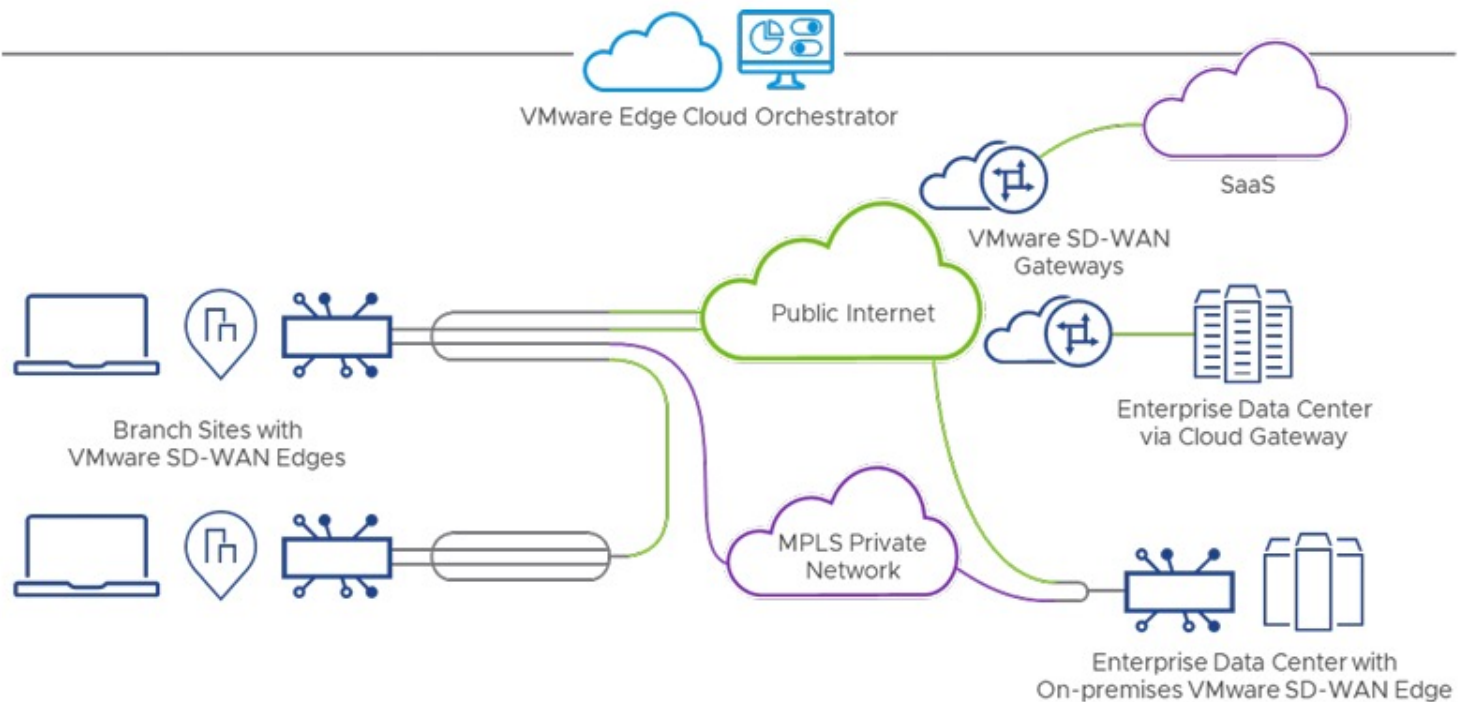 VMware Edge Cloud Orchestrator
SaaS
VMware SD-WAN
Gateways
Public Internet
Enterprise Data Center
via Cloud Gateway
Branch Sites with
VMware SD-WAN Edges
MPLS Private
Network
Enterprise Data Center with
On-premises VMware SD-WAN Edge